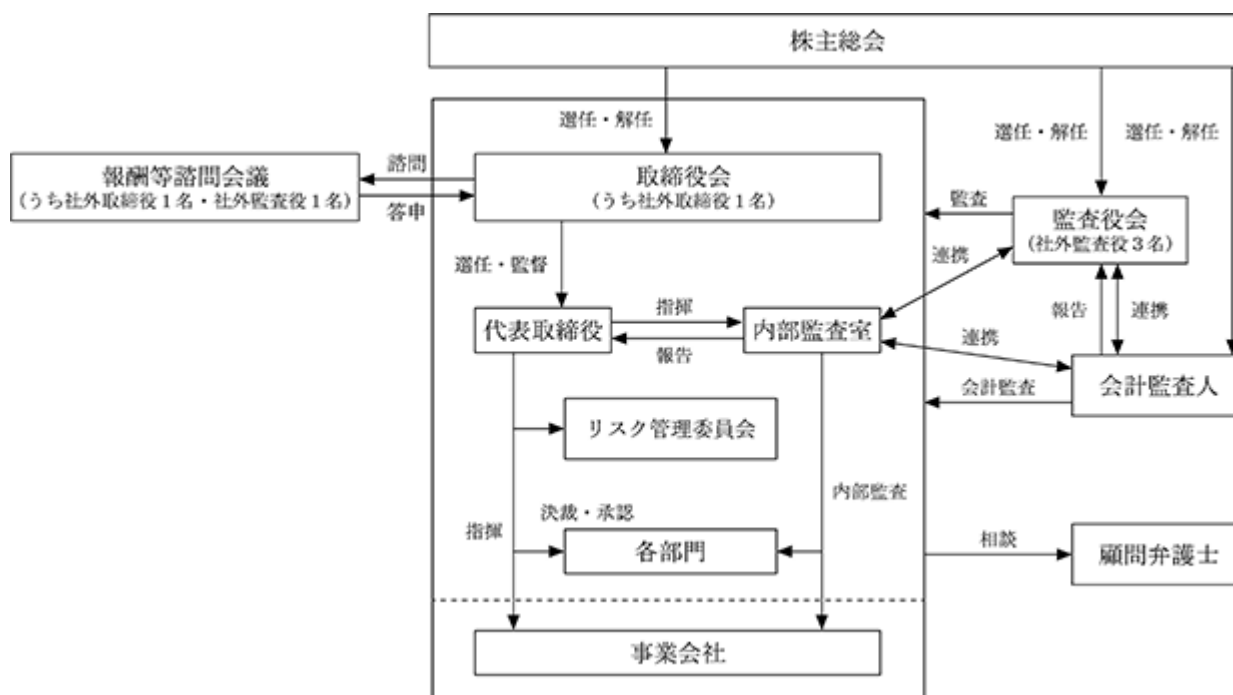 株主総会
選任・解任
選任・解任
選任・解任
報酬等諮問会議
(うち社外取締役1名・社外監査役1名)
諮問
答申
取締役会
(うち社外取締役1名)
監査
監査役会
(社外監査役3名)
選任・監督
連携
代表取締役
指揮
報告
内部監査室
連携
報告
連携
会計監査
会計監査人
リスク管理委員会
内部監査
指揮
決裁・承認
各部門
相談
顧問弁護士
事業会社